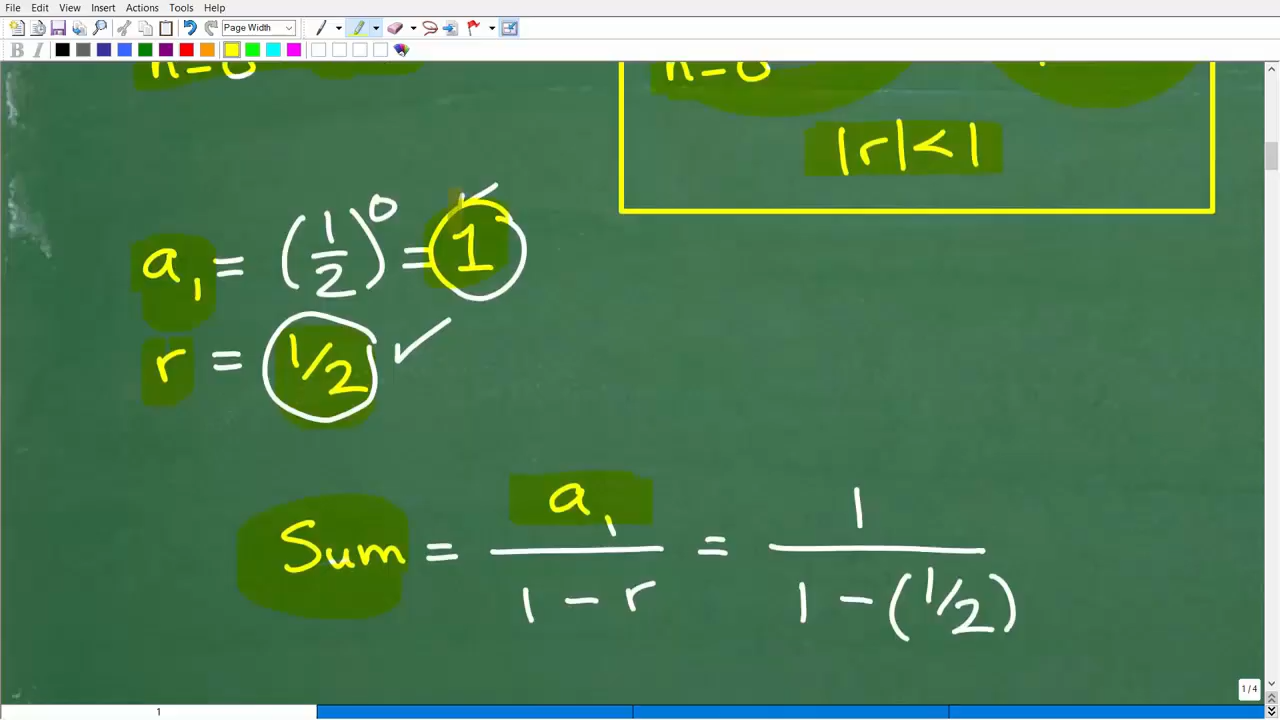 File Edit View Insert Actions Tools Help
Page Width
B I
|r| < 1
a₁ = (1/2)⁰ = 1 ✓
r = 1/2 ✓
Sum = a₁/(1 - r) = 1/(1 - (1/2))
1/4
1